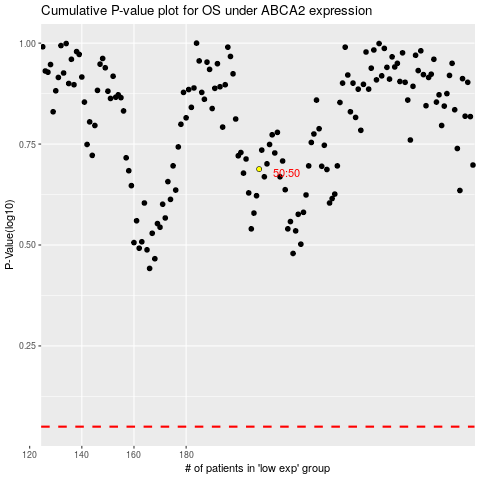 Cumulative P-value plot for OS under ABCA2 expression
P-Value(log10)
1.00
0.75
0.50
0.25
50:50
120 140 160 180
# of patients in 'low exp' group